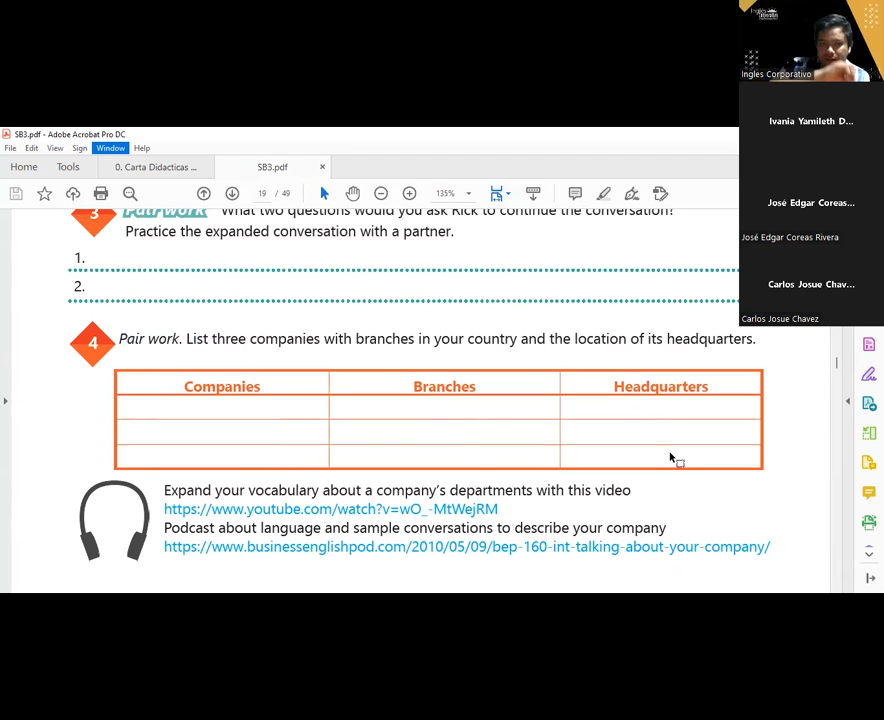 SB3.pdf - Adobe Acrobat Pro DC
File Edit View Sign Window Help
Home Tools 0. Carta Didacticas ... SB3.pdf ×
19 / 49 135%
3 Pair work What two questions would you ask Rick to continue the conversation?
Practice the expanded conversation with a partner.
1.
2.
4 Pair work. List three companies with branches in your country and the location of its headquarters.
Companies Branches Headquarters
Expand your vocabulary about a company's departments with this video
https://www.youtube.com/watch?v=wO_-MtWejRM
Podcast about language and sample conversations to describe your company
https://www.businessenglishpod.com/2010/05/09/bep-160-int-talking-about-your-company/
Ingles Corporativo
Ivania Yamileth D...
José Edgar Coreas...
José Edgar Coreas Rivera
Carlos Josue Chav...
Carlos Josue Chavez